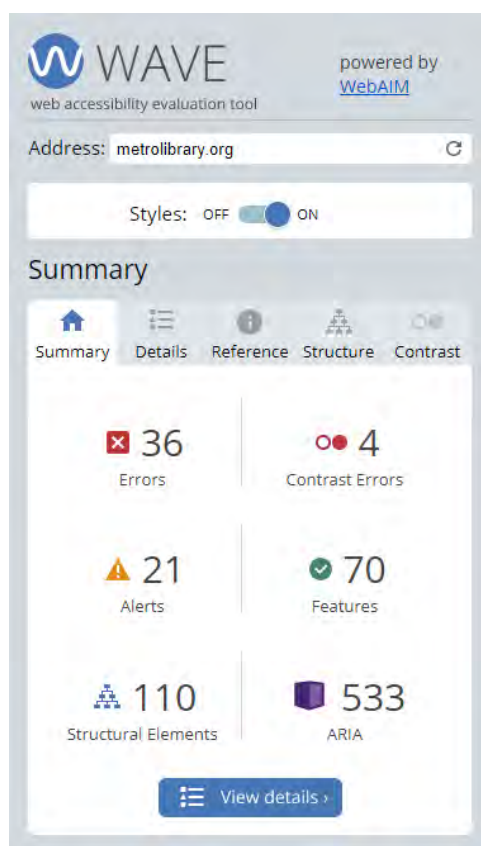 WAVE
powered by
WebAIM
web accessibility evaluation tool
Address: metrolibrary.org
Styles: OFF ON
Summary
Summary Details Reference Structure Contrast
36
Errors
4
Contrast Errors
21
Alerts
70
Features
110
Structural Elements
533
ARIA
View details ›